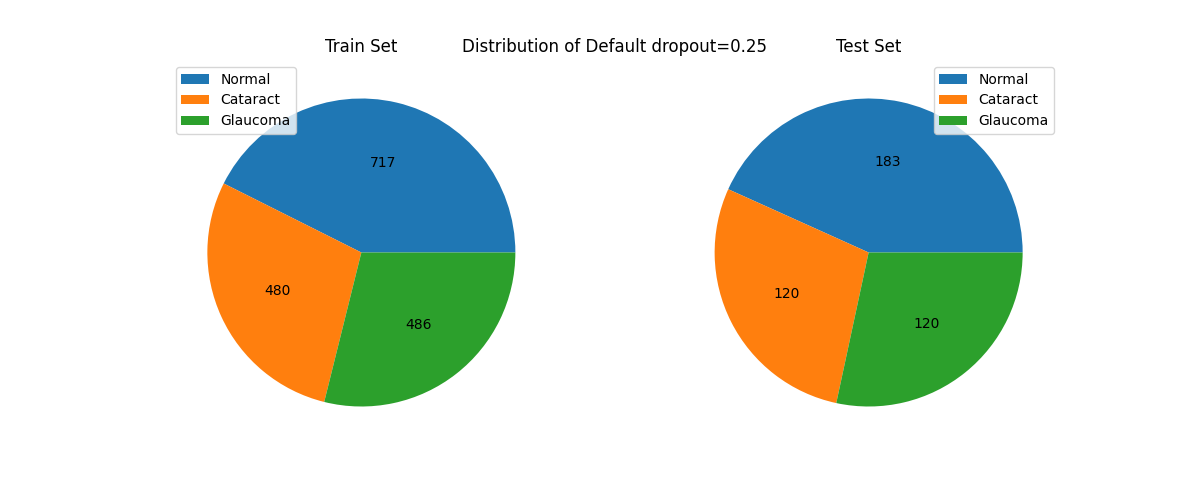 Train Set
Distribution of Default dropout=0.25
Test Set
Normal
Cataract
Glaucoma
717
480
486
Normal
Cataract
Glaucoma
183
120
120